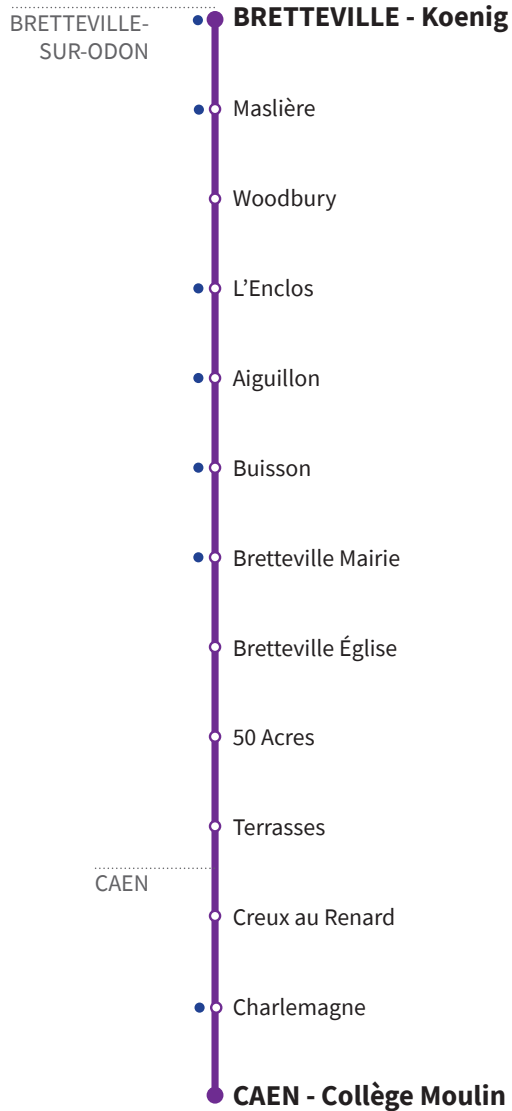 BRETTEVILLE-
SUR-ODON
BRETTEVILLE - Koenig
Maslière
Woodbury
L’Enclos
Aiguillon
Buisson
Bretteville Mairie
Bretteville Église
50 Acres
Terrasses
CAEN
Creux au Renard
Charlemagne
CAEN - Collège Moulin